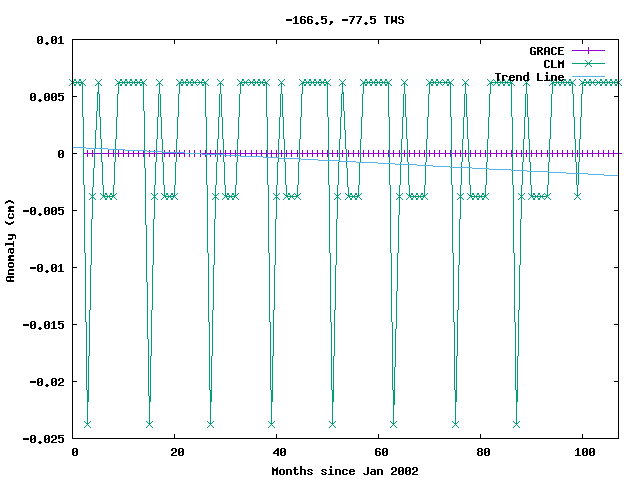 -166.5, -77.5 TWS
GRACE
CLM
Trend Line
0.01
0.005
0
-0.005
-0.01
-0.015
-0.02
-0.025
Anomaly (cm)
0 20 40 60 80 100
Months since Jan 2002